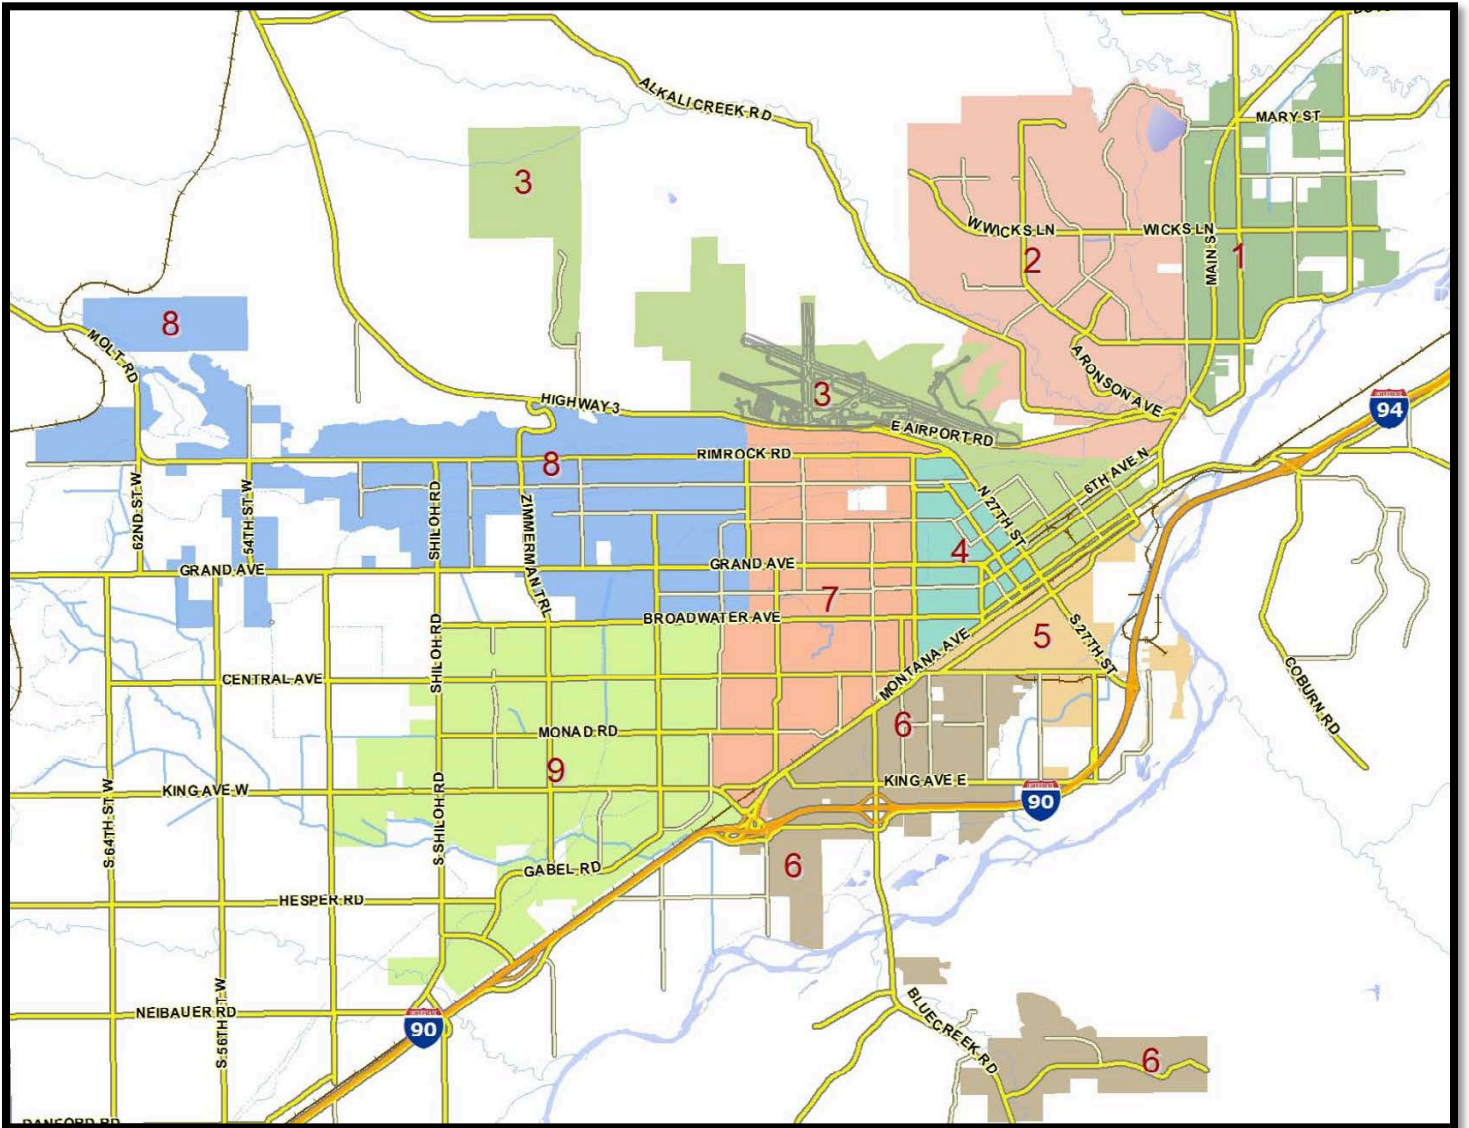 ALKALI CREEK RD
MARY ST
3
W WICKS LN
WICKS LN
2
MAIN S
1
8
MOLT RD
HIGHWAY 3
3
ARONSON AVE
94
E AIRPORT RD
RIMROCK RD
8
6TH AVE N
62ND ST W
54TH ST W
SHILOH RD
ZIMMERMAN TRL
N 27TH ST
4
GRAND AVE
GRAND AVE
7
BROADWATER AVE
SHILOH RD
5
S 27TH ST
MONTANA AVE
CENTRAL AVE
COBURN RD
6
MONAD RD
9
KING AVE W
KING AVE E
INTERSTATE
90
S 64TH ST W
S SHILOH RD
GABEL RD
6
HESPER RD
NEIBAUER RD
S 56TH ST W
90
BLUECREEK RD
6